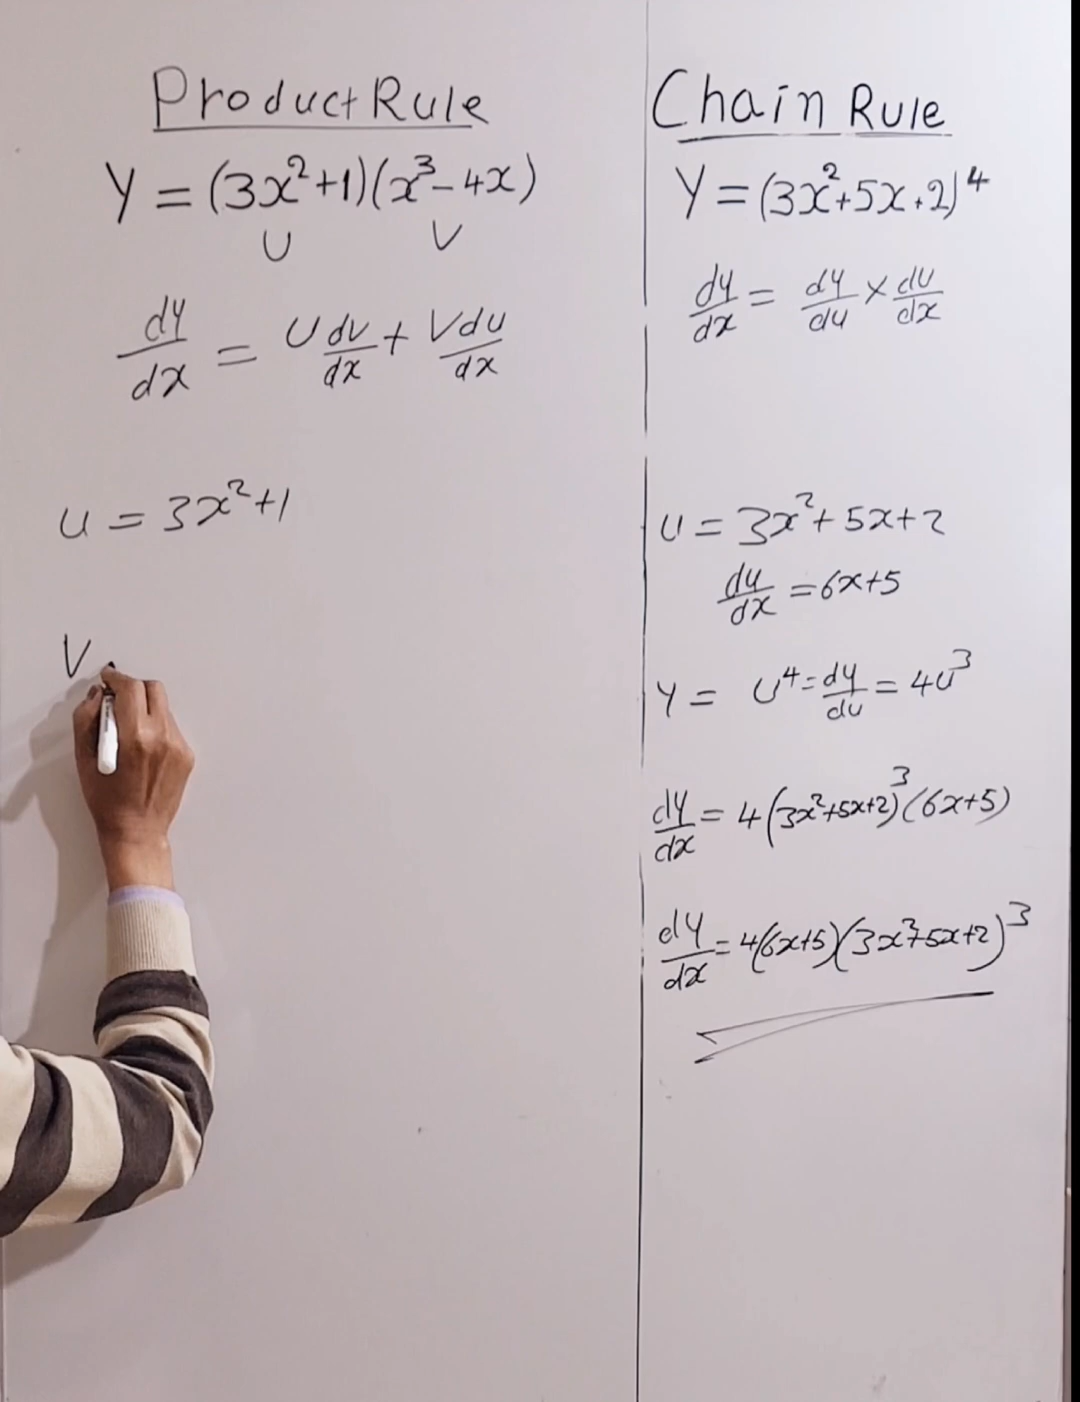 Product Rule
Y = (3x²+1)(x³-4x)
U V
dy/dx = U dv/dx + V du/dx
u = 3x²+1
V
Chain Rule
Y = (3x²+5x+2)⁴
dy/dx = dy/du × du/dx
U = 3x²+5x+2
du/dx = 6x+5
Y = U⁴ = dy/du = 4u³
dy/dx = 4(3x²+5x+2)³(6x+5)
dy/dx = 4(6x+5)(3x²+5x+2)³